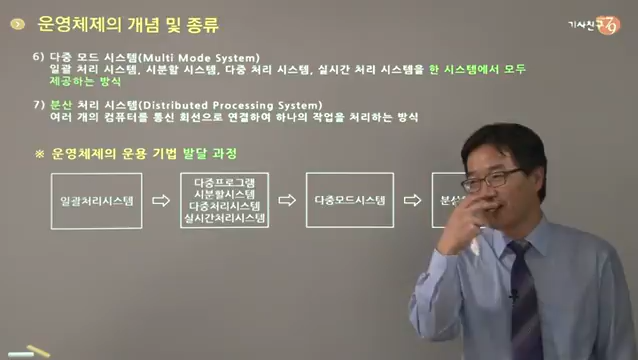 운영체제의 개념 및 종류
기사친구79
6) 다중 모드 시스템(Multi Mode System)
일괄 처리 시스템, 시분할 시스템, 다중 처리 시스템, 실시간 처리 시스템을 한 시스템에서 모두
제공하는 방식
7) 분산 처리 시스템(Distributed Processing System)
여러 개의 컴퓨터를 통신 회선으로 연결하여 하나의 작업을 처리하는 방식
※ 운영체제의 운용 기법 발달 과정
일괄처리시스템
다중프로그램
시분할시스템
다중처리시스템
실시간처리시스템
다중모드시스템